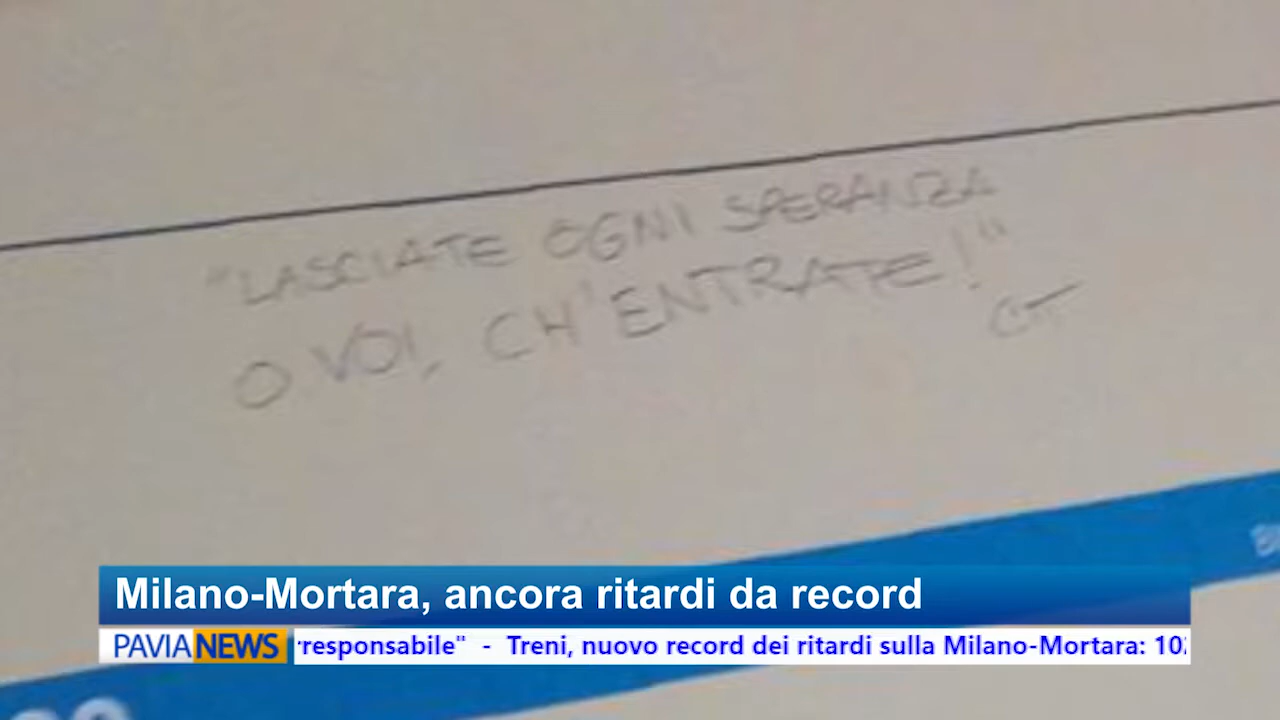 "LASCIATE OGNI SPERANZA
O VOI, CH'ENTRATE!"
Milano-Mortara, ancora ritardi da record
PAVIA NEWS
responsabile" - Treni, nuovo record dei ritardi sulla Milano-Mortara: